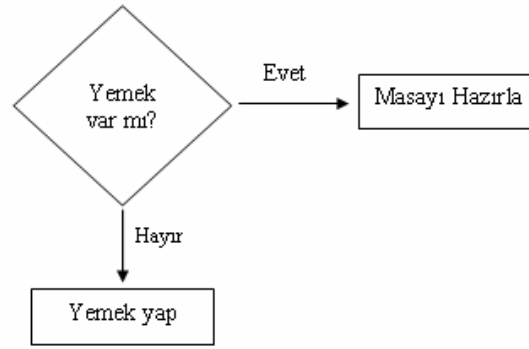 Yemek
var mı?
Evet
Masayı Hazırla
Hayır
Yemek yap